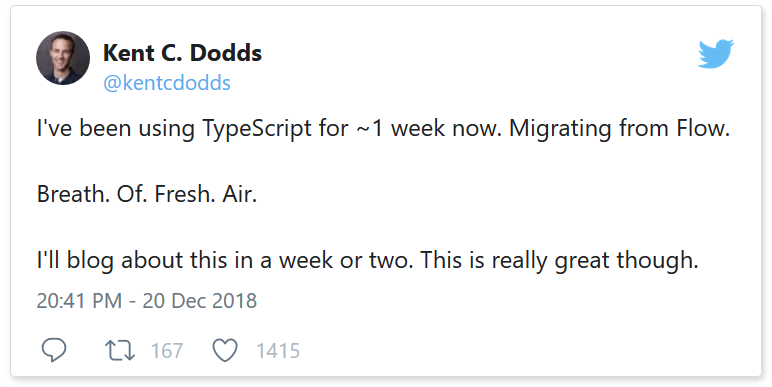 Kent C. Dodds
@kentcdodds
I've been using TypeScript for ~1 week now. Migrating from Flow.
Breath. Of. Fresh. Air.
I'll blog about this in a week or two. This is really great though.
20:41 PM - 20 Dec 2018
167 1415